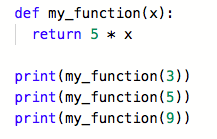 def my_function(x):
  return 5 * x

print(my_function(3))
print(my_function(5))
print(my_function(9))